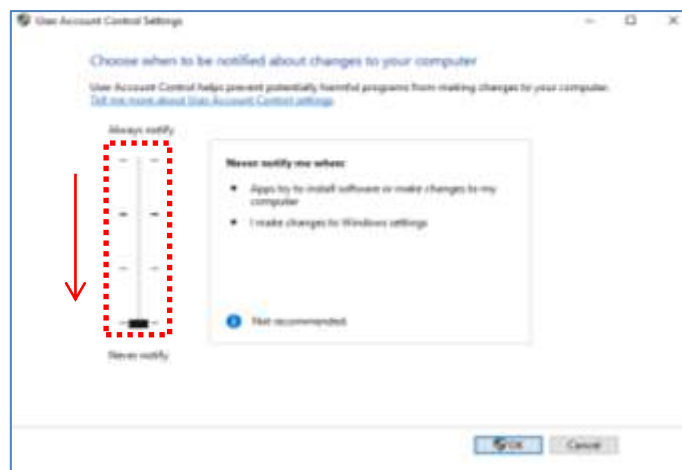 User Account Control Settings
Choose when to be notified about changes to your computer
User Account Control helps prevent potentially harmful programs from making changes to your computer.
Tell me more about User Account Control settings
Always notify
Never notify me when:
• Apps try to install software or make changes to my
computer
• I make changes to Windows settings
Not recommended.
Never notify
OK
Cancel